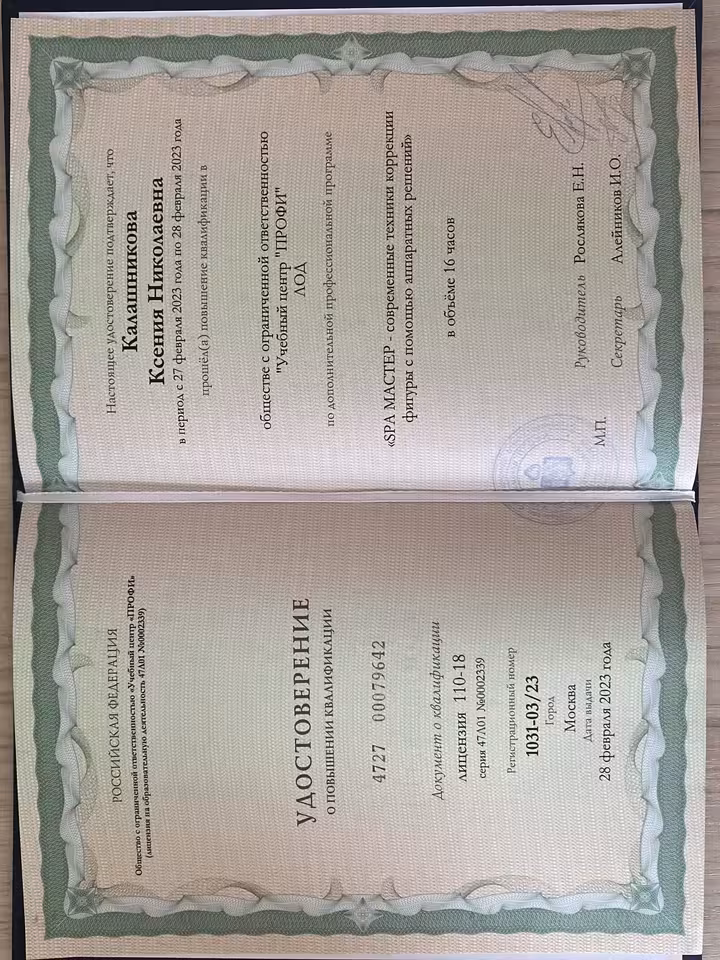 РОССИЙСКАЯ ФЕДЕРАЦИЯ
Общество с ограниченной ответственностью «Учебный центр «ПРОФИ»
(лицензия на образовательную деятельность 47Л01 №0002339)
УДОСТОВЕРЕНИЕ
О ПОВЫШЕНИИ КВАЛИФИКАЦИИ
4727 00079642
Документ о квалификации
лицензия 110-18
серия 47Л01 №0002339
Регистрационный номер
1031-03/23
Город
Москва
Дата выдачи
28 февраля 2023 года
Настоящее удостоверение подтверждает, что
Калашникова
Ксения Николаевна
в период с 27 февраля 2023 года по 28 февраля 2023 года
прошёл(а) повышение квалификации в
обществе с ограниченной ответственностью
"Учебный центр "ПРОФИ"
ЛОД
по дополнительной профессиональной программе
«SPA МАСТЕР - современные техники коррекции
фигуры с помощью аппаратных решений»
в объёме 16 часов
Руководитель Рослякова Е.Н.
М.П.
Секретарь Алейников И.О.